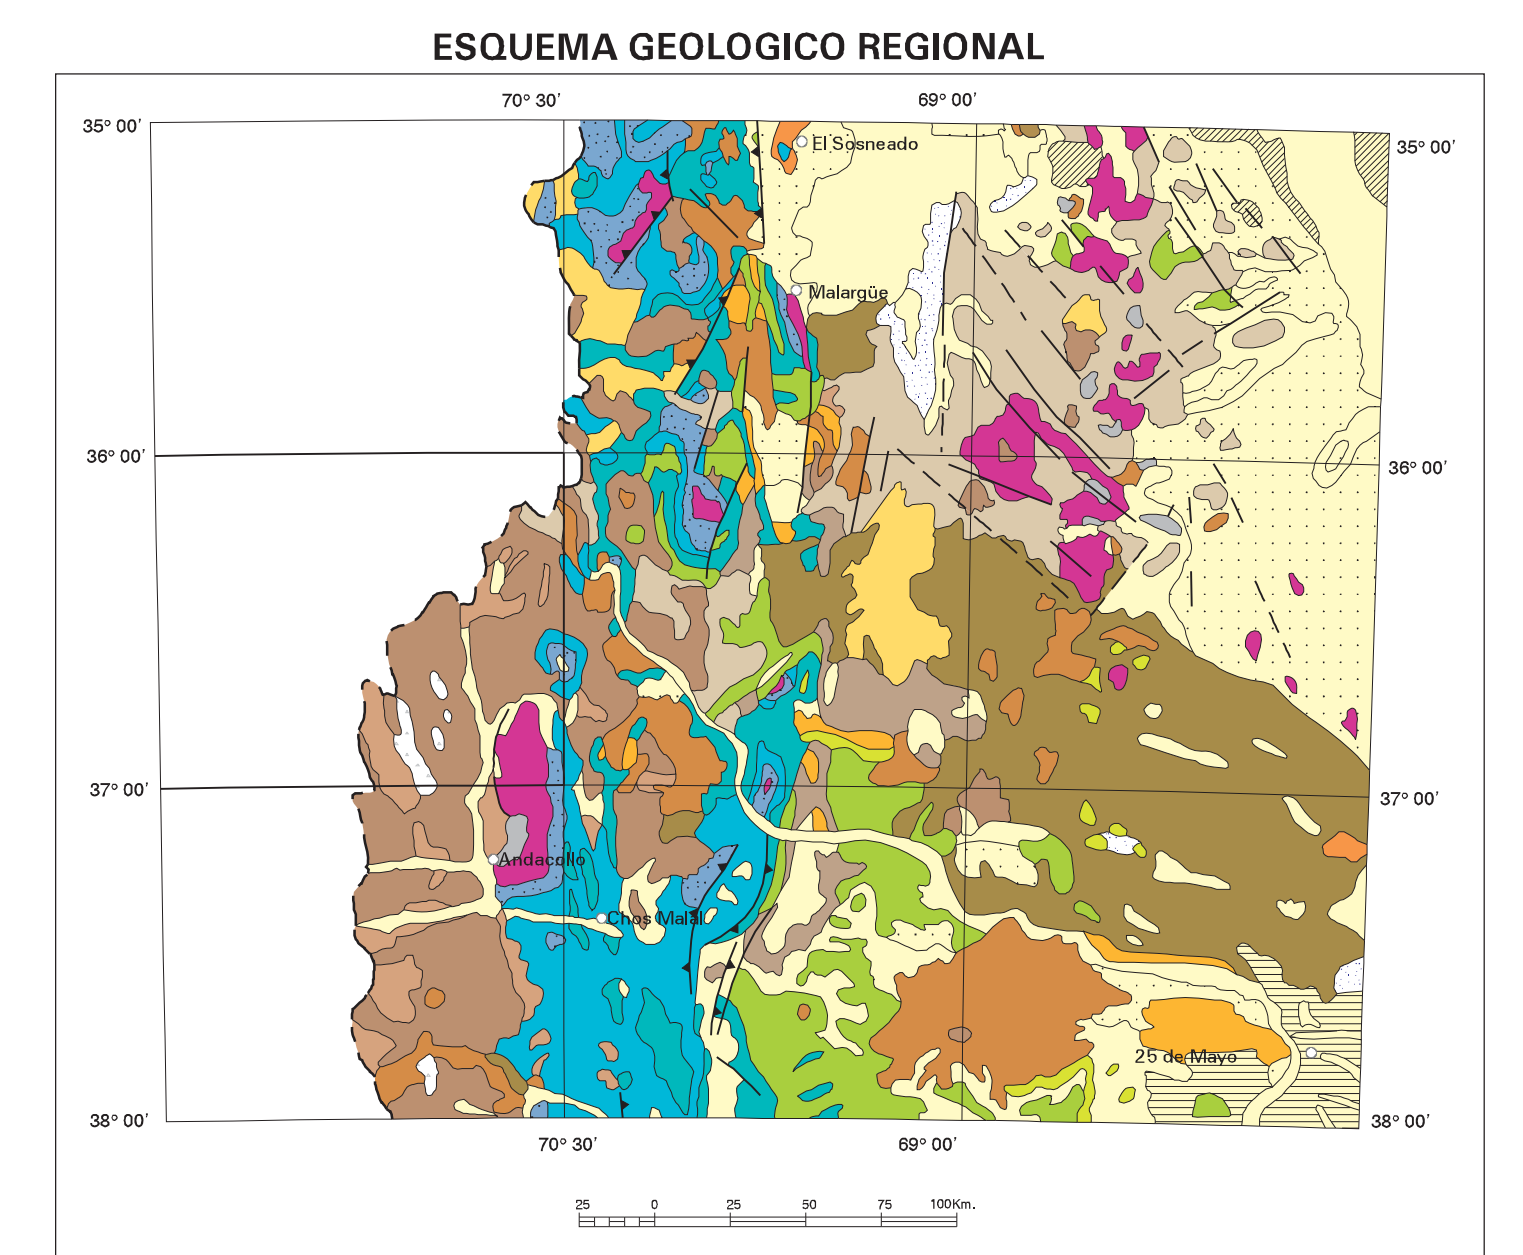 ESQUEMA GEOLOGICO REGIONAL
70° 30'
69° 00'
35° 00'
35° 00'
El Sosneado
Malargüe
36° 00'
36° 00'
37° 00'
37° 00'
Andacollo
Chos Malal
25 de Mayo
38° 00'
38° 00'
70° 30'
69° 00'
25 0 25 50 75 100Km.